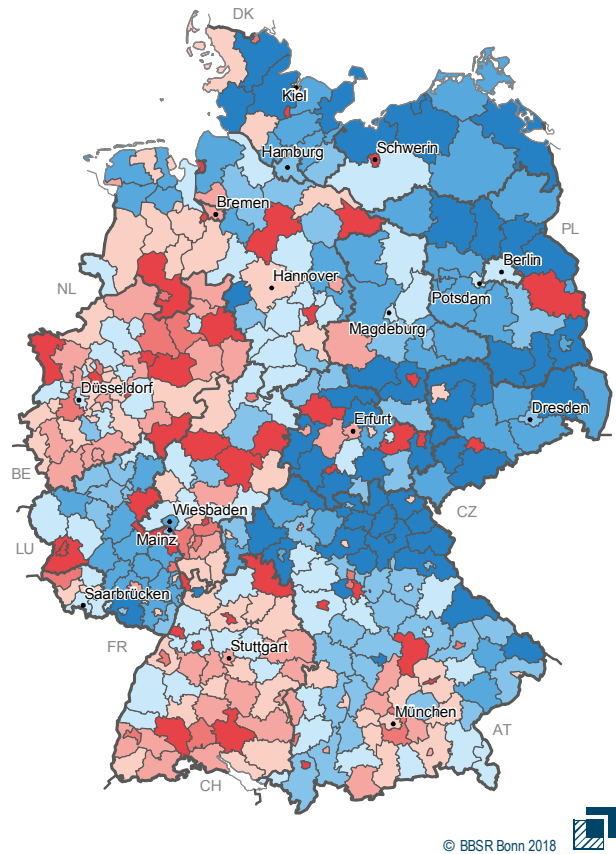 DK
Kiel
Hamburg
Schwerin
Bremen
PL
Berlin
NL
Hannover
Potsdam
Magdeburg
Düsseldorf
Dresden
Erfurt
BE
Wiesbaden
CZ
LU
Mainz
Saarbrücken
FR
Stuttgart
München
AT
CH
© BBSR Bonn 2018